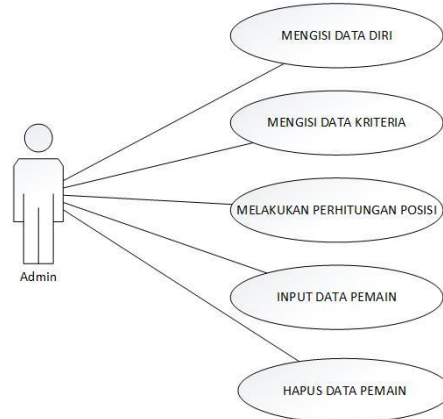 MENGISI DATA DIRI
MENGISI DATA KRITERIA
MELAKUKAN PERHITUNGAN POSISI
Admin
INPUT DATA PEMAIN
HAPUS DATA PEMAIN